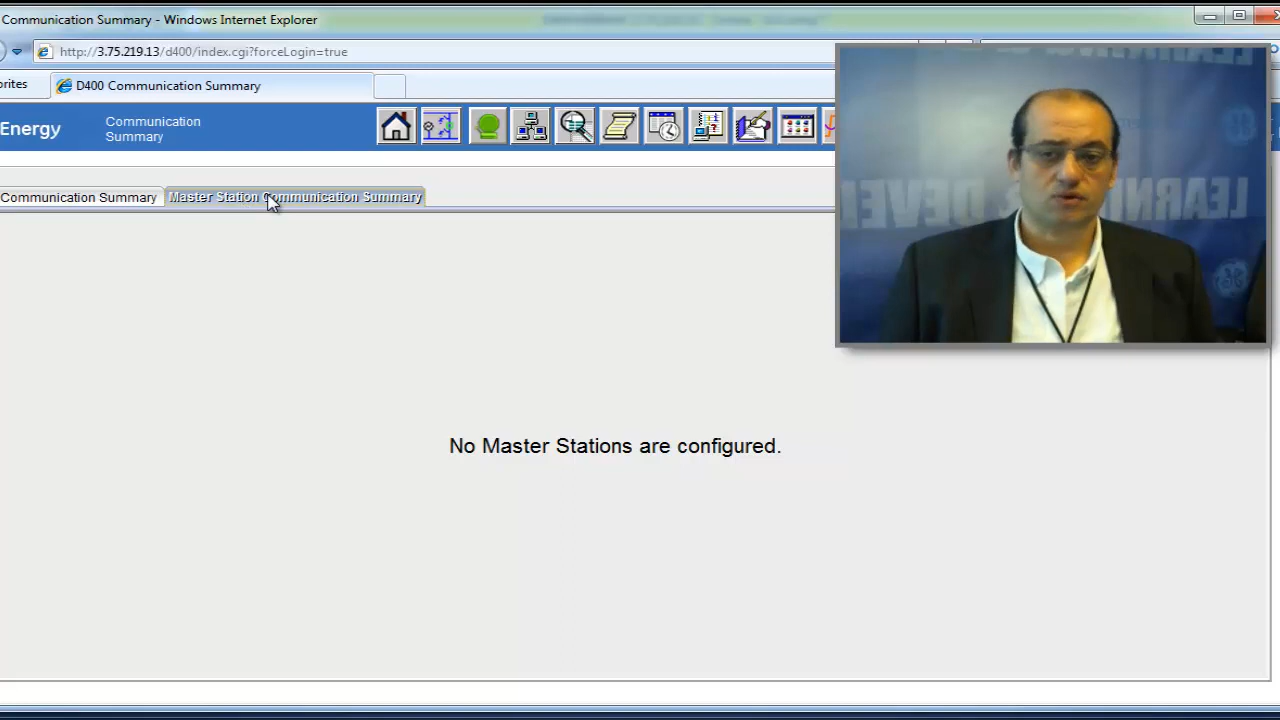 Communication Summary - Windows Internet Explorer
http://3.75.219.13/d400/index.cgi?forceLogin=true
orites
D400 Communication Summary
Energy
Communication
Summary
Communication Summary
Master Station Communication Summary
No Master Stations are configured.